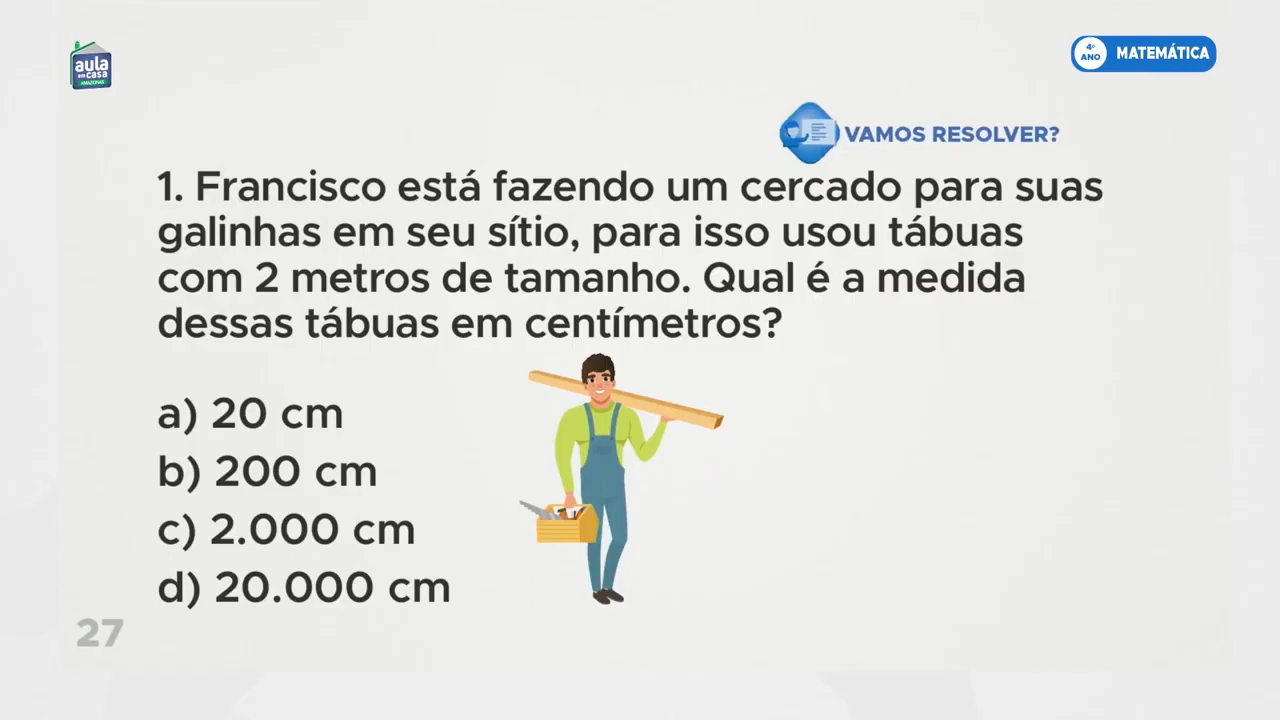 aula
em casa
AMAZONAS
4º
ANO
MATEMÁTICA
VAMOS RESOLVER?
1. Francisco está fazendo um cercado para suas
galinhas em seu sítio, para isso usou tábuas
com 2 metros de tamanho. Qual é a medida
dessas tábuas em centímetros?
a) 20 cm
b) 200 cm
c) 2.000 cm
d) 20.000 cm
27